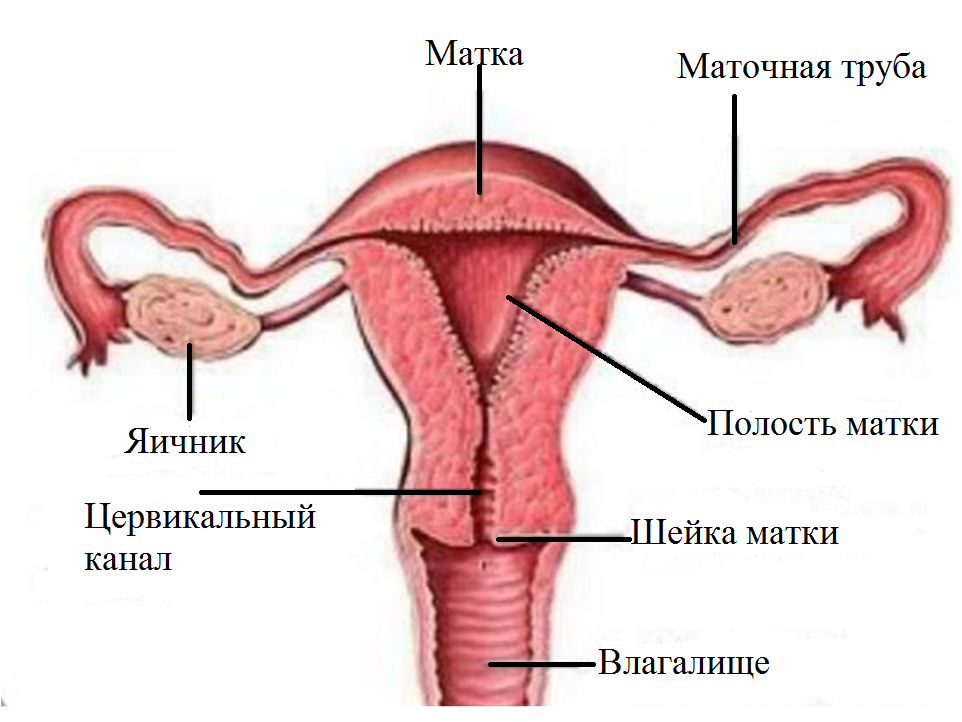 Матка
Маточная труба
Полость матки
Яичник
Цервикальный
канал
Шейка матки
Влагалище